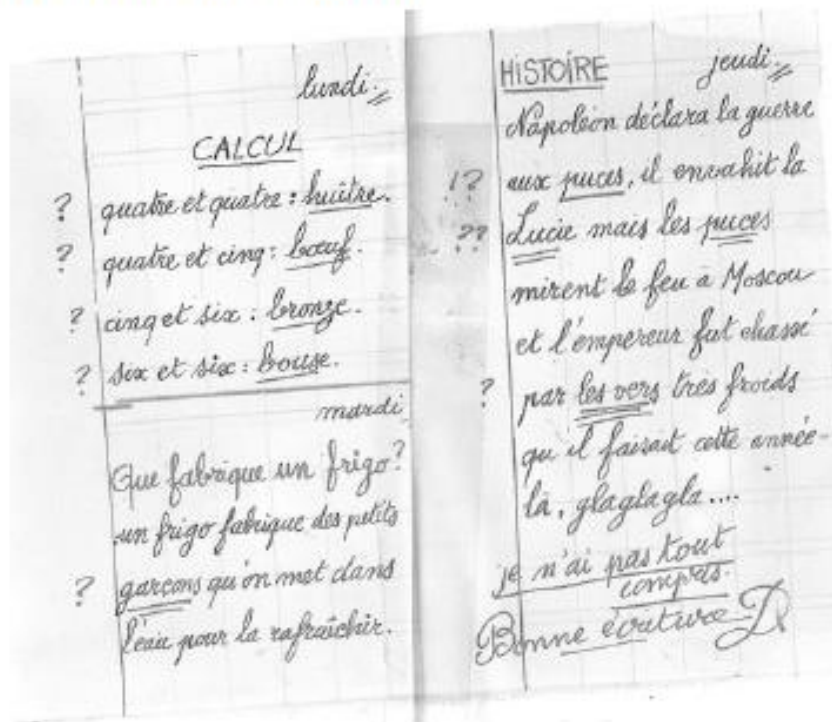 lundi.
CALCUL
? quatre et quatre : huître.
? quatre et cinq : bœuf.
? cinq et six : bronze.
? six et six : bouse.
mardi
Que fabrique un frigo?
un frigo fabrique des petits
? garçons qu'on met dans
l'eau pour la rafraîchir.
HISTOIRE jeudi.
Napoléon déclara la guerre
!? aux puces, il envahit la
?? Lucie mais les puces
mirent le feu à Moscou
et l'empereur fut chassé
? par les vers très froids
qu'il faisait cette année-
là, glaglagla....
je n'ai pas tout
compris.
Bonne écriture D